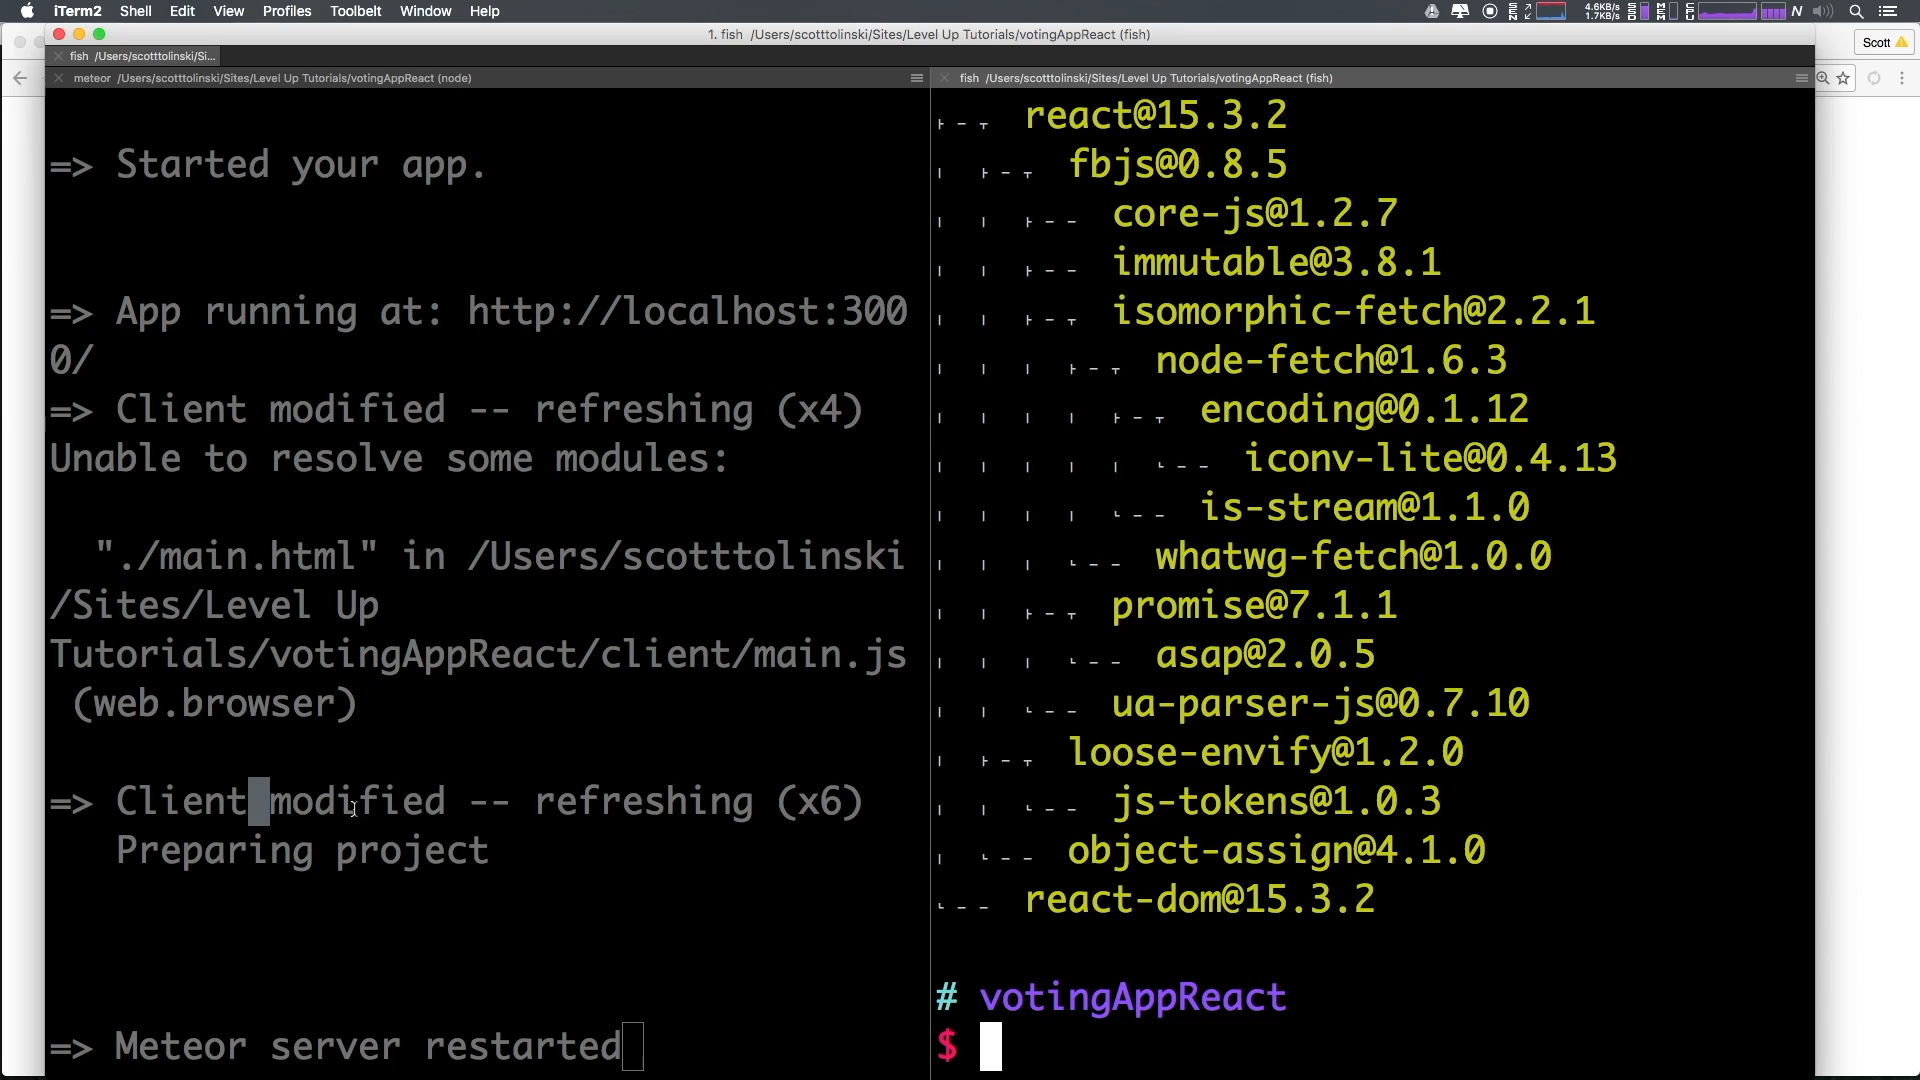 iTerm2 Shell Edit View Profiles Toolbelt Window Help
4.6KB/s
1.7KB/s
1. fish /Users/scotttolinski/Sites/Level Up Tutorials/votingAppReact (fish)
Scott
fish /Users/scotttolinski/Si...
meteor /Users/scotttolinski/Sites/Level Up Tutorials/votingAppReact (node)
=> Started your app.
=> App running at: http://localhost:300
0/
=> Client modified -- refreshing (x4)
Unable to resolve some modules:
"./main.html" in /Users/scotttolinski
/Sites/Level Up
Tutorials/votingAppReact/client/main.js
(web.browser)
=> Client modified -- refreshing (x6)
Preparing project
=> Meteor server restarted
fish /Users/scotttolinski/Sites/Level Up Tutorials/votingAppReact (fish)
react@15.3.2
fbjs@0.8.5
core-js@1.2.7
immutable@3.8.1
isomorphic-fetch@2.2.1
node-fetch@1.6.3
encoding@0.1.12
iconv-lite@0.4.13
is-stream@1.1.0
whatwg-fetch@1.0.0
promise@7.1.1
asap@2.0.5
ua-parser-js@0.7.10
loose-envify@1.2.0
js-tokens@1.0.3
object-assign@4.1.0
react-dom@15.3.2
# votingAppReact
$